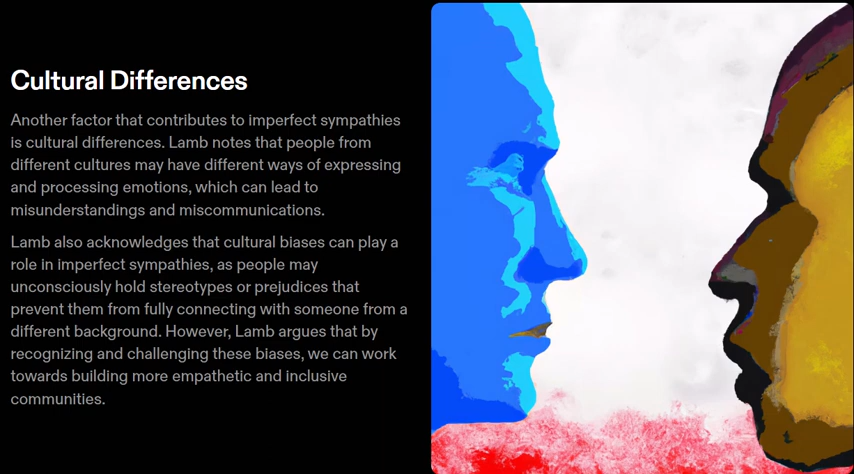 Cultural Differences
Another factor that contributes to imperfect sympathies
is cultural differences. Lamb notes that people from
different cultures may have different ways of expressing
and processing emotions, which can lead to
misunderstandings and miscommunications.
Lamb also acknowledges that cultural biases can play a
role in imperfect sympathies, as people may
unconsciously hold stereotypes or prejudices that
prevent them from fully connecting with someone from a
different background. However, Lamb argues that by
recognizing and challenging these biases, we can work
towards building more empathetic and inclusive
communities.